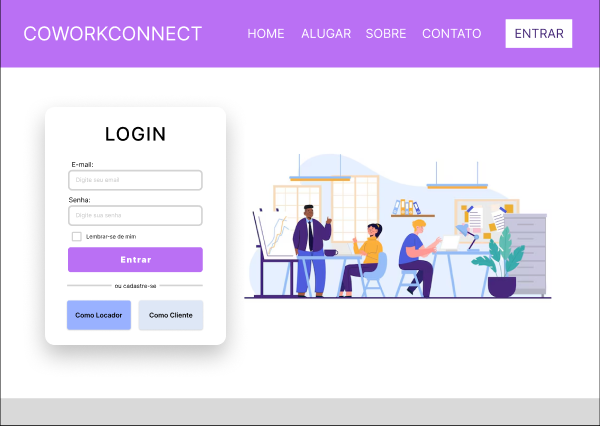 COWORKCONNECT
HOME ALUGAR SOBRE CONTATO ENTRAR
LOGIN
E-mail:
Digite seu email
Senha:
Digite sua senha
Lembrar-se de mim
Entrar
ou cadastre-se
Como Locador Como Cliente